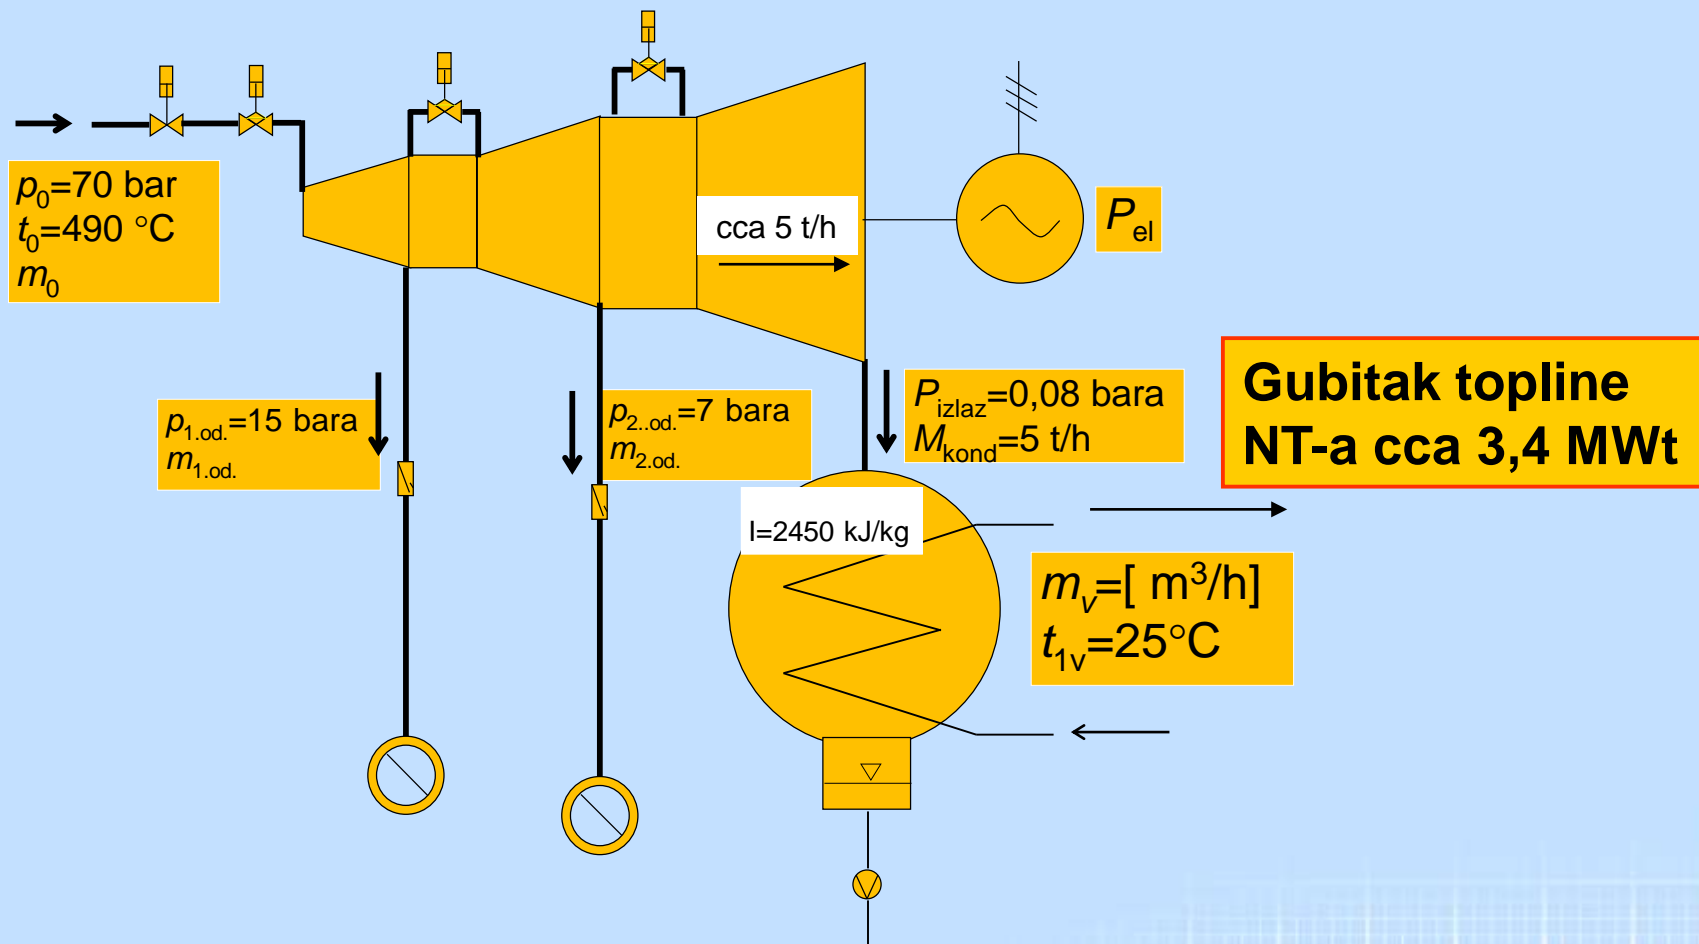 cca 5 t/h
p₀=70 bar
t₀=490 °C
m₀
Pel
p1.od.=15 bara
m1.od.
p2..od.=7 bara
m2.od.
Pizlaz=0,08 bara
Mkond=5 t/h
Gubitak topline
NT-a cca 3,4 MWt
I=2450 kJ/kg
mv=[ m³/h]
t1v=25°C